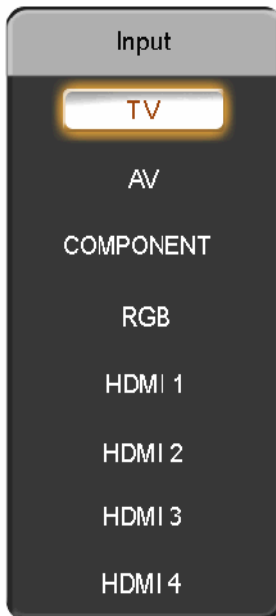 Input
TV
AV
COMPONENT
RGB
HDMI 1
HDMI 2
HDMI 3
HDMI 4